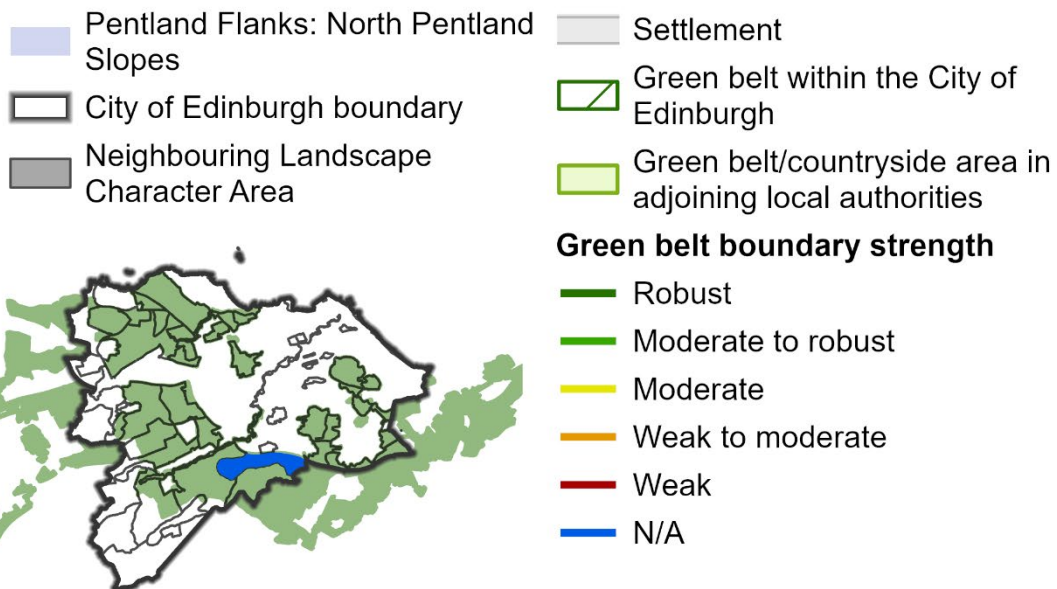 Pentland Flanks: North Pentland
Slopes
City of Edinburgh boundary
Neighbouring Landscape
Character Area
Settlement
Green belt within the City of
Edinburgh
Green belt/countryside area in
adjoining local authorities
Green belt boundary strength
Robust
Moderate to robust
Moderate
Weak to moderate
Weak
N/A